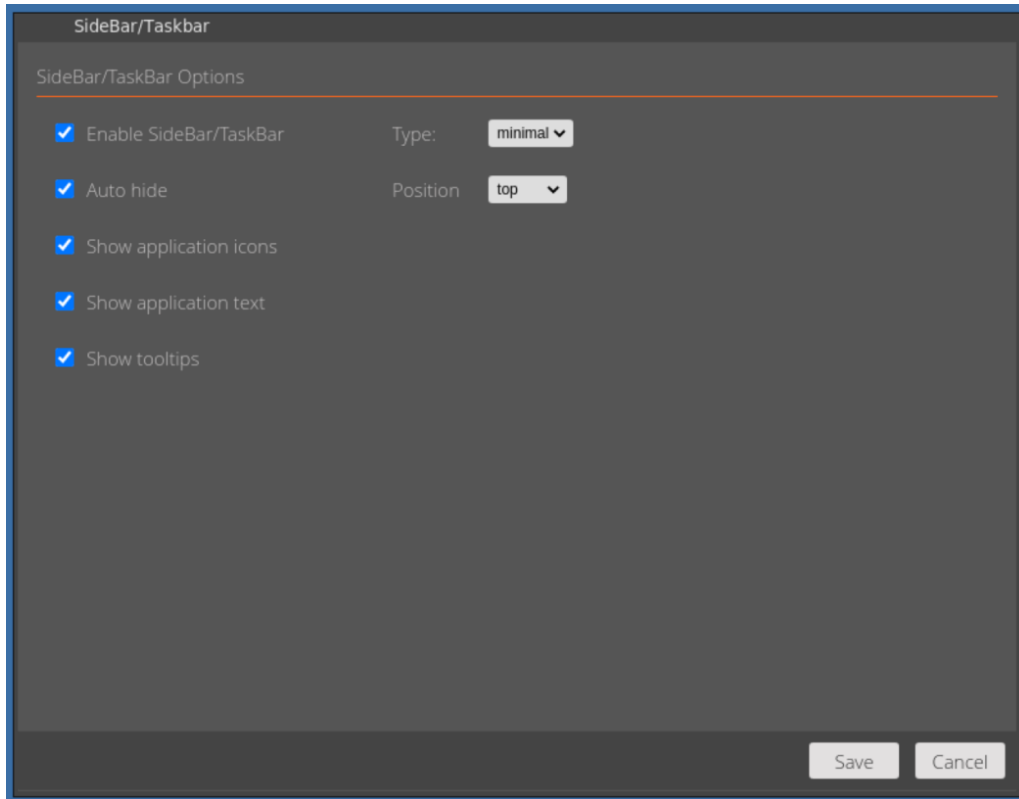 SideBar/Taskbar
SideBar/TaskBar Options
Enable SideBar/TaskBar Type: minimal
Auto hide Position top
Show application icons
Show application text
Show tooltips
Save Cancel